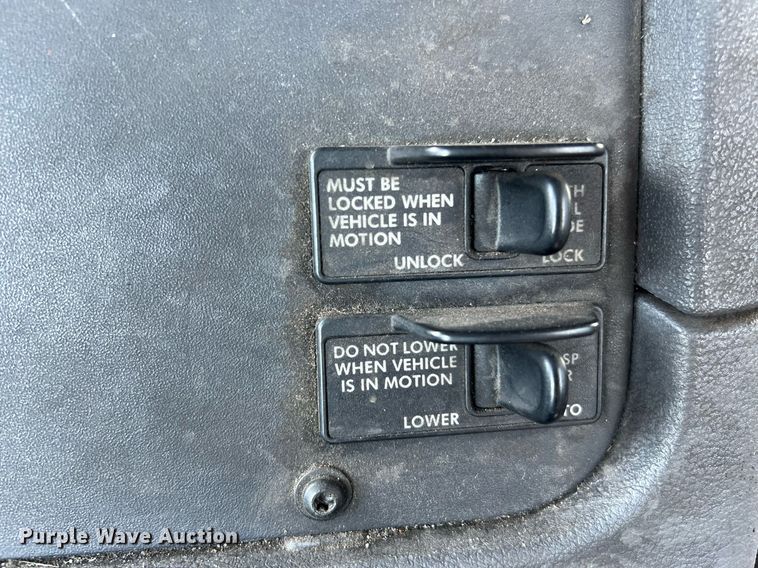 MUST BE
LOCKED WHEN
VEHICLE IS IN
MOTION
UNLOCK
LOCK
DO NOT LOWER
WHEN VEHICLE
IS IN MOTION
LOWER
Purple Wave Auction